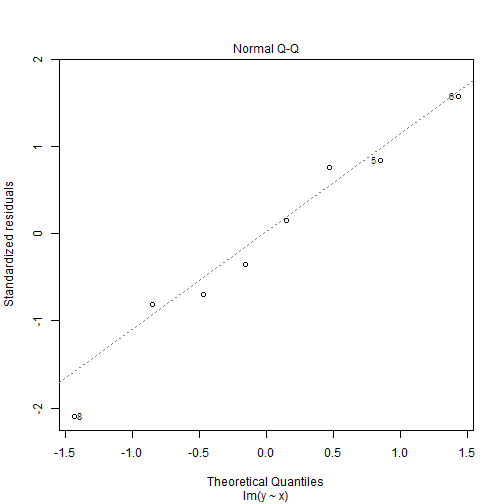 Normal Q-Q
2
1
0
-1
-2
Standardized residuals
6
5
8
-1.5 -1.0 -0.5 0.0 0.5 1.0 1.5
Theoretical Quantiles
lm(y ~ x)